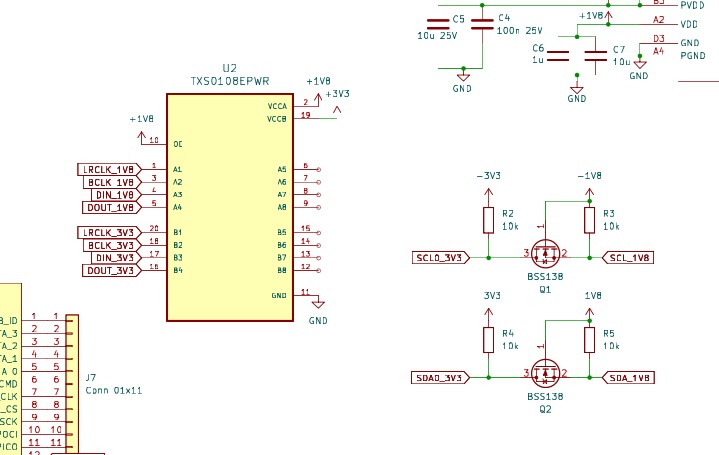 B3 PVDD
+1V8
C5
C4
10u 25V
100n 25V
A2 VDD
D3 GND
A4 PGND
C6
1u
C7
10u
GND
GND
GND
U2
TXS0108EPWR
+1V8
+3V3
VCCA 2
VCCB 19
+1V8
10 OE
LRCLK_1V8 1 A1
BCLK_1V8 3 A2
DIN_1V8 4 A3
DOUT_1V8 5 A4
A5 6
A6 7
A7 8
A8 9
LRCLK_3V3 20 B1
BCLK_3V3 18 B2
DIN_3V3 17 B3
DOUT_3V3 16 B4
B5 15
B6 14
B7 13
B8 12
GND 11
GND
-3V3
-1V8
R2
10k
R3
10k
1
SCL0_3V3
3
2
SCL_1V8
BSS138
Q1
3V3
1V8
R4
10k
R5
10k
1
SDA0_3V3
3
2
SDA_1V8
BSS138
Q2
B_ID 1 1
TA_3 2 2
TA_2 3 3
TA_1 4 4
A 0 5 5
CMD 6 6
_CLK 7 7
_CS 8 8
SCK 9 9
POCI 10 10
PICO 11 11
J7
Conn 01x11